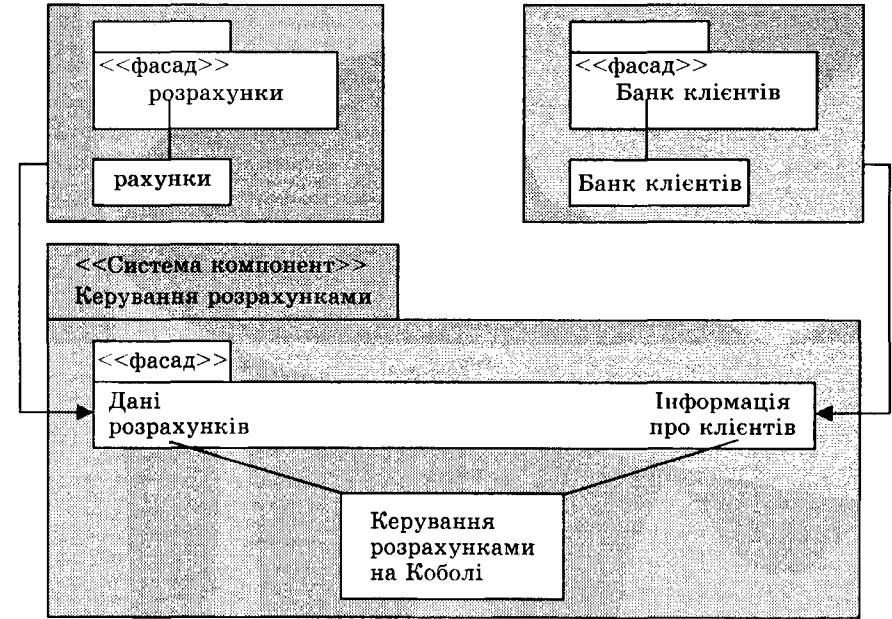 <<фасад>>
розрахунки
рахунки
<<фасад>>
Банк клієнтів
Банк клієнтів
<<Система компонент>>
Керування розрахунками
<<фасад>>
Дані
розрахунків
Інформація
про клієнтів
Керування
розрахунками
на Коболі